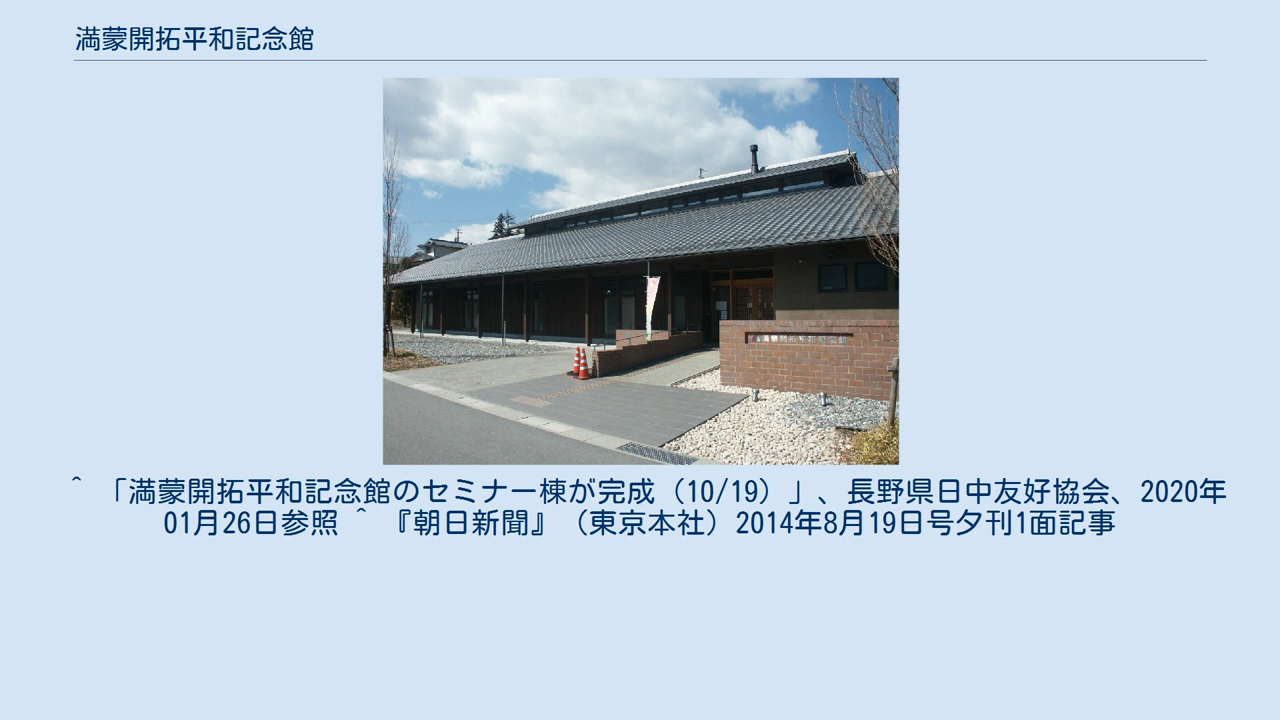 満蒙開拓平和記念館
^ 「満蒙開拓平和記念館のセミナー棟が完成（10/19）」、長野県日中友好協会、2020年
01月26日参照 ^ 『朝日新聞』（東京本社）2014年8月19日号夕刊1面記事